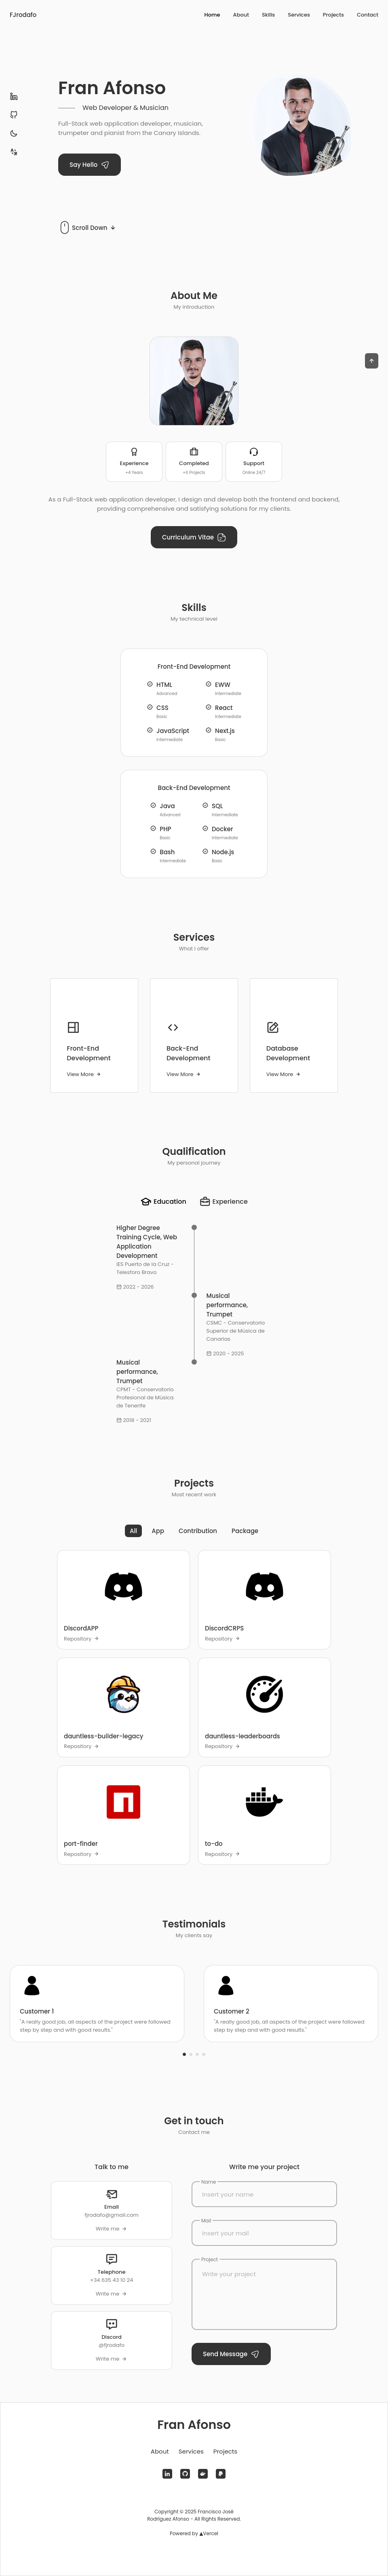 FJrodafo
Home About Skills Services Projects Contact
Fran Afonso
Web Developer & Musician
Full-Stack web application developer, musician,
trumpeter and pianist from the Canary Islands.
Say Hello
Scroll Down
About Me
My introduction
Experience
+4 Years
Completed
+6 Projects
Support
Online 24/7
As a Full-Stack web application developer, I design and develop both the frontend and backend,
providing comprehensive and satisfying solutions for my clients.
Curriculum Vitae
Skills
My technical level
Front-End Development
HTML
Advanced
CSS
Basic
JavaScript
Intermediate
EWW
Intermediate
React
Intermediate
Next.js
Basic
Back-End Development
Java
Advanced
PHP
Basic
Bash
Intermediate
SQL
Intermediate
Docker
Intermediate
Node.js
Basic
Services
What I offer
Front-End
Development
View More
Back-End
Development
View More
Database
Development
View More
Qualification
My personal journey
Education Experience
Higher Degree
Training Cycle, Web
Application
Development
IES Puerto de la Cruz -
Telesforo Bravo
2022 - 2026
Musical
performance,
Trumpet
CSMC - Conservatorio
Superior de Música de
Canarias
2020 - 2025
Musical
performance,
Trumpet
CPMT - Conservatorio
Profesional de Música
de Tenerife
2018 - 2021
Projects
Most recent work
All App Contribution Package
DiscordAPP
Repository
DiscordCRPS
Repository
dauntless-builder-legacy
Repository
dauntless-leaderboards
Repository
port-finder
Repository
to-do
Repository
Testimonials
My clients say
Customer 1
"A really good job, all aspects of the project were followed
step by step and with good results."
Customer 2
"A really good job, all aspects of the project were followed
step by step and with good results."
Get in touch
Contact me
Talk to me
Email
fjrodafo@gmail.com
Write me
Telephone
+34 635 43 10 24
Write me
Discord
@fjrodafo
Write me
Write me your project
Name
Insert your name
Mail
Insert your mail
Project
Write your project
Send Message
Fran Afonso
About Services Projects
Copyright © 2025 Francisco José
Rodríguez Afonso - All Rights Reserved.
Powered by ▲Vercel